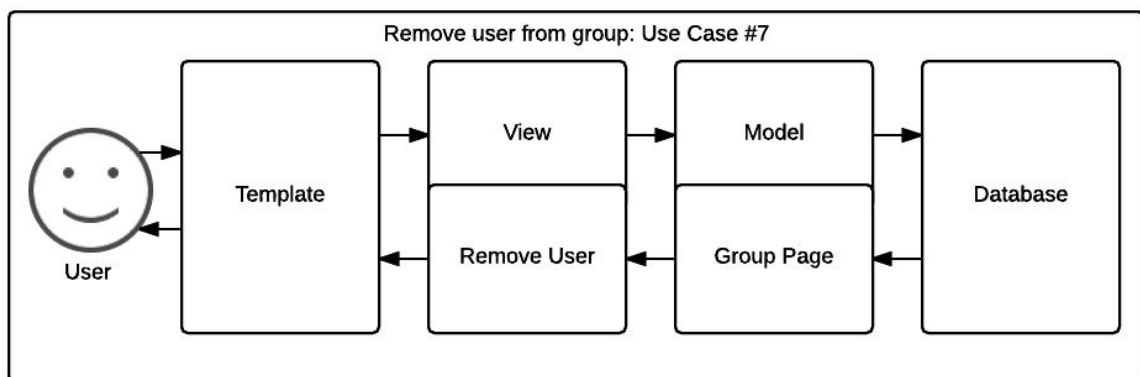 Remove user from group: Use Case #7
View
Model
Template
Database
Remove User
Group Page
User